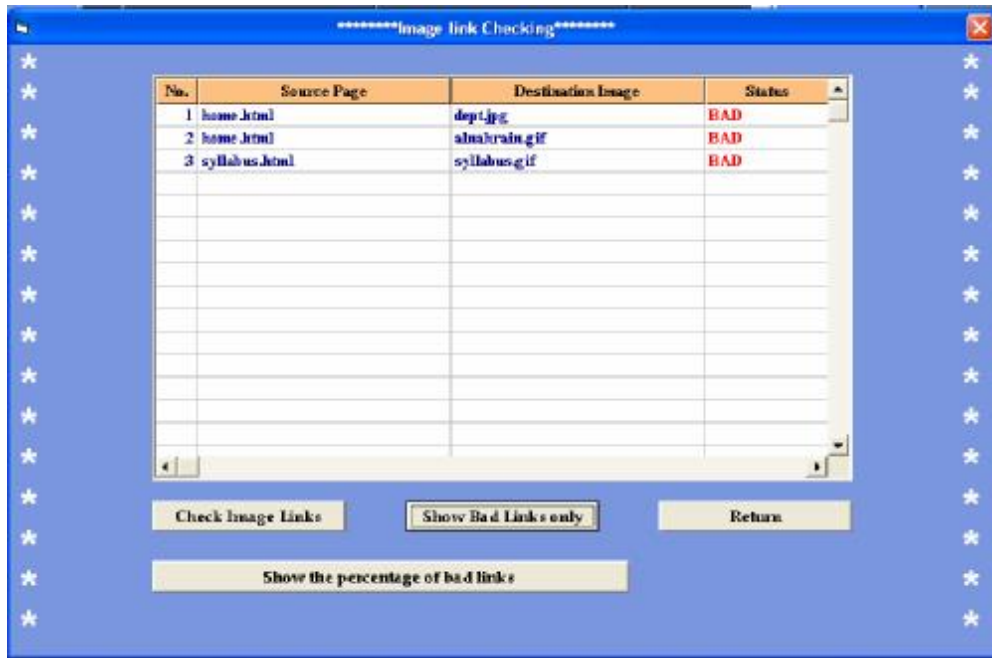 ********Image link Checking********
No. Source Page Destination Image Status
1 home.html dept.jpg BAD
2 home.html alnahrain.gif BAD
3 syllabus.html syllabus.gif BAD
Check Image Links Show Bad Links only Return
Show the percentage of bad links